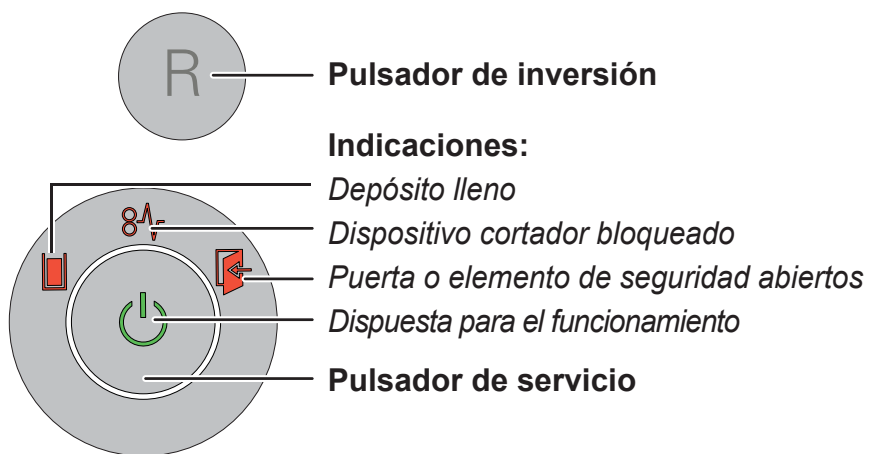 R
Pulsador de inversión
Indicaciones:
Depósito lleno
Dispositivo cortador bloqueado
Puerta o elemento de seguridad abiertos
Dispuesta para el funcionamiento
Pulsador de servicio